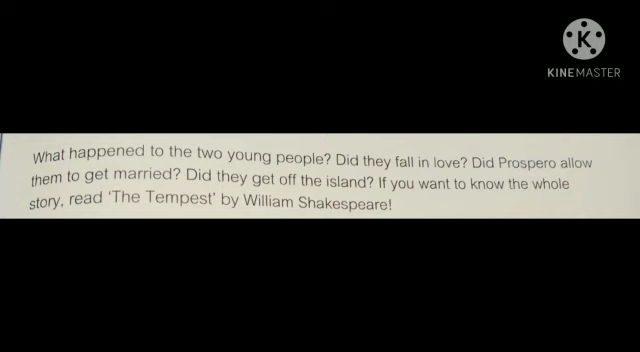 KINEMASTER
What happened to the two young people? Did they fall in love? Did Prospero allow
them to get married? Did they get off the island? If you want to know the whole
story, read 'The Tempest' by William Shakespeare!